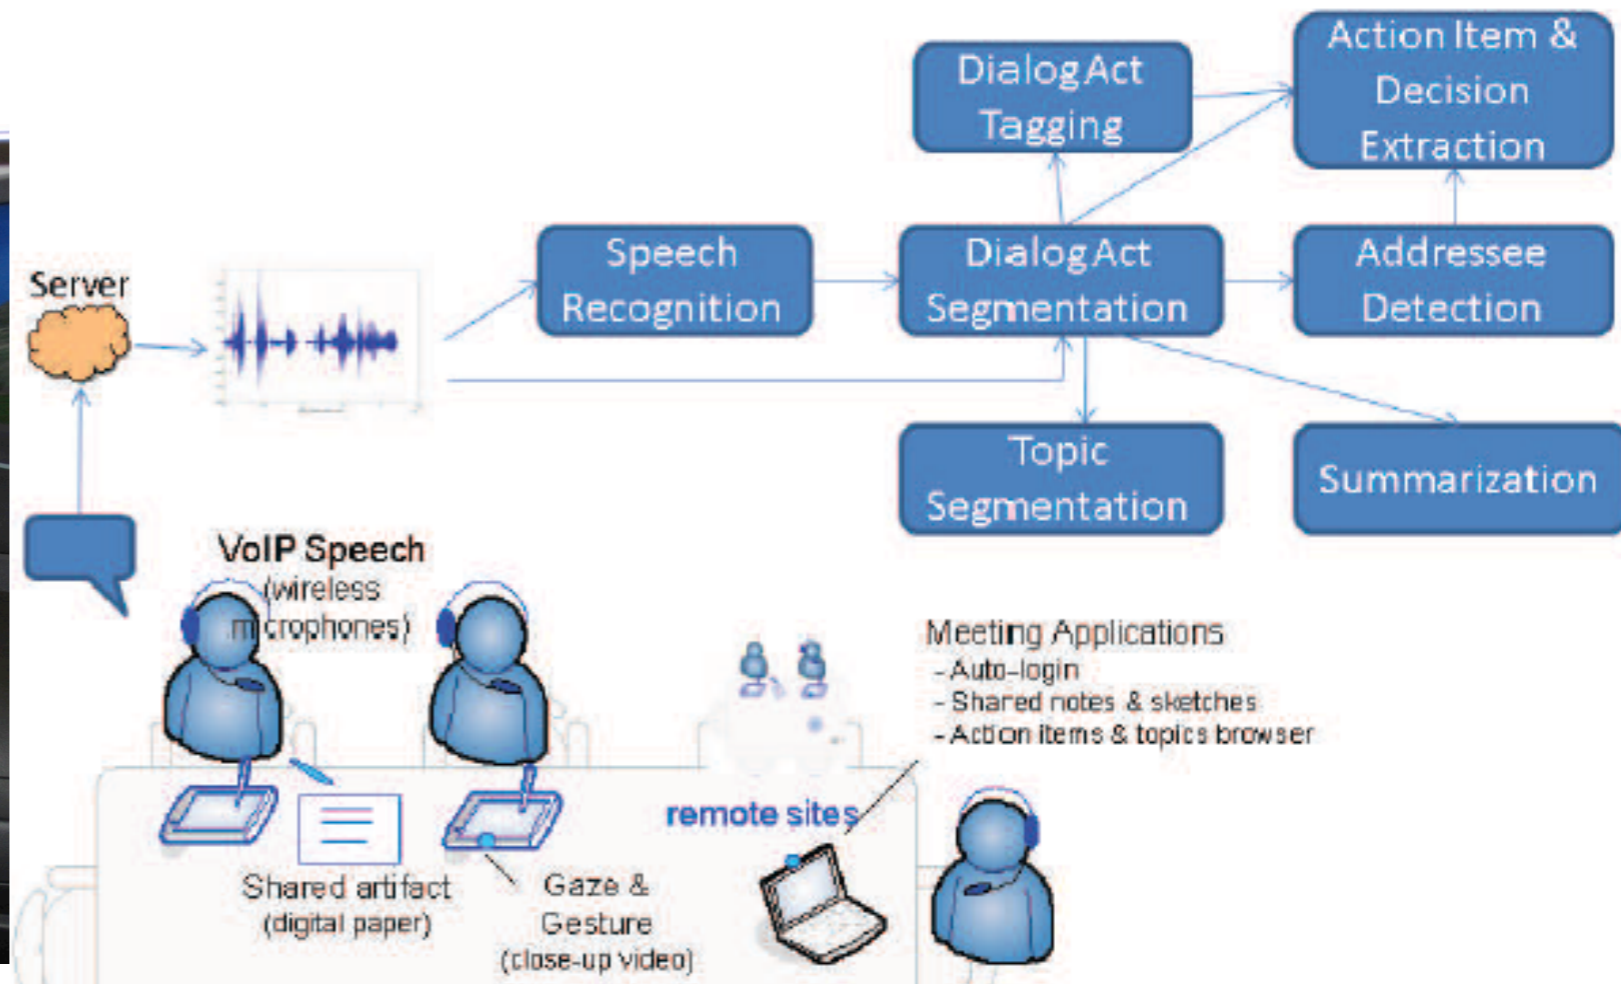 Dialog Act
Tagging
Action Item &
Decision
Extraction
Server
Speech
Recognition
Dialog Act
Segmentation
Addressee
Detection
Topic
Segmentation
Summarization
VoIP Speech
(wireless
microphones)
Meeting Applications
- Auto-login
- Shared notes & sketches
- Action items & topics browser
remote sites
Shared artifact
(digital paper)
Gaze &
Gesture
(close-up video)